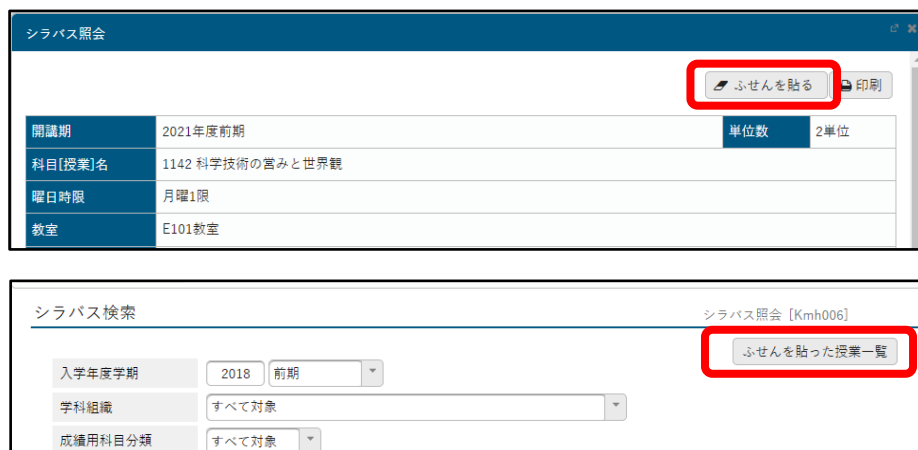 シラバス照会
ふせんを貼る 印刷
開講期 2021年度前期 単位数 2単位
科目[授業]名 1142 科学技術の営みと世界観
曜日時限 月曜1限
教室 E101教室
シラバス検索 シラバス照会 [Kmh006]
ふせんを貼った授業一覧
入学年度学期 2018 前期
学科組織 すべて対象
成績用科目分類 すべて対象